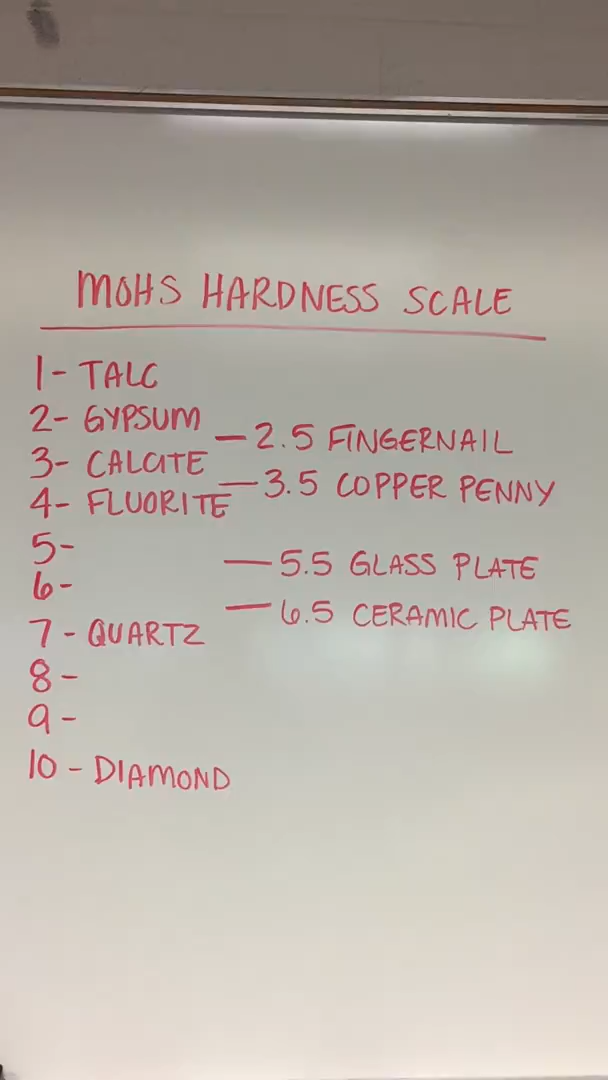 MOHS HARDNESS SCALE
1- TALC
2- GYPSUM
— 2.5 FINGERNAIL
3- CALCITE
— 3.5 COPPER PENNY
4- FLUORITE
5-
— 5.5 GLASS PLATE
6-
— 6.5 CERAMIC PLATE
7- QUARTZ
8-
9-
10- DIAMOND